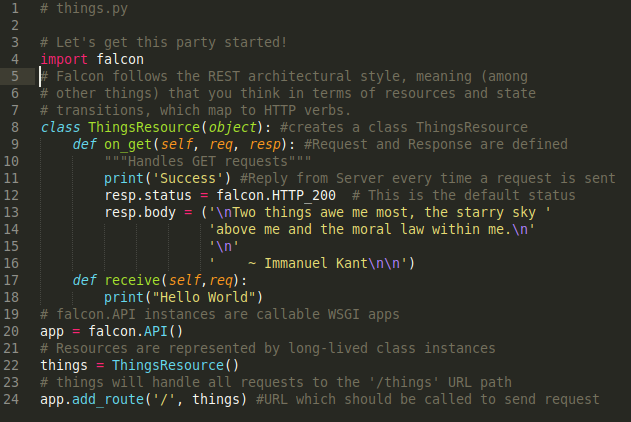 1 # things.py
2
3 # Let's get this party started!
4 import falcon
5 # Falcon follows the REST architectural style, meaning (among
6 # other things) that you think in terms of resources and state
7 # transitions, which map to HTTP verbs.
8 class ThingsResource(object): #creates a class ThingsResource
9     def on_get(self, req, resp): #Request and Response are defined
10         """Handles GET requests"""
11         print('Success') #Reply from Server every time a request is sent
12         resp.status = falcon.HTTP_200  # This is the default status
13         resp.body = ('\nTwo things awe me most, the starry sky '
14                      'above me and the moral law within me.\n'
15                      '\n'
16                      '    ~ Immanuel Kant\n\n')
17     def receive(self,req):
18         print("Hello World")
19 # falcon.API instances are callable WSGI apps
20 app = falcon.API()
21 # Resources are represented by long-lived class instances
22 things = ThingsResource()
23 # things will handle all requests to the '/things' URL path
24 app.add_route('/', things) #URL which should be called to send request